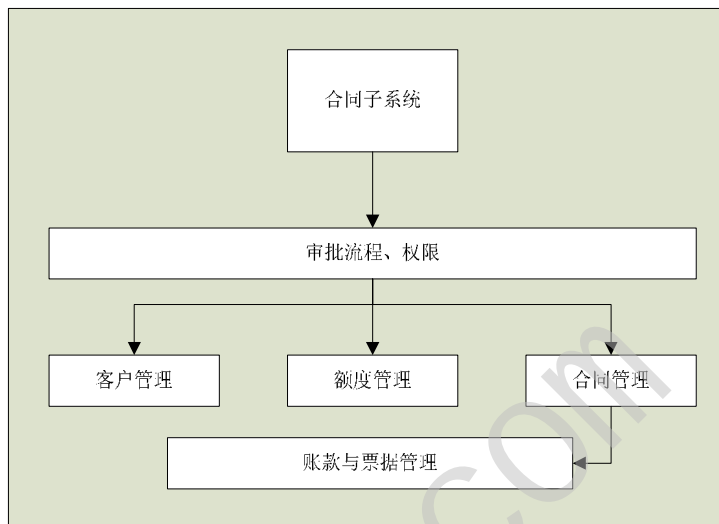 合同子系统
审批流程、权限
客户管理
额度管理
合同管理
账款与票据管理
.com